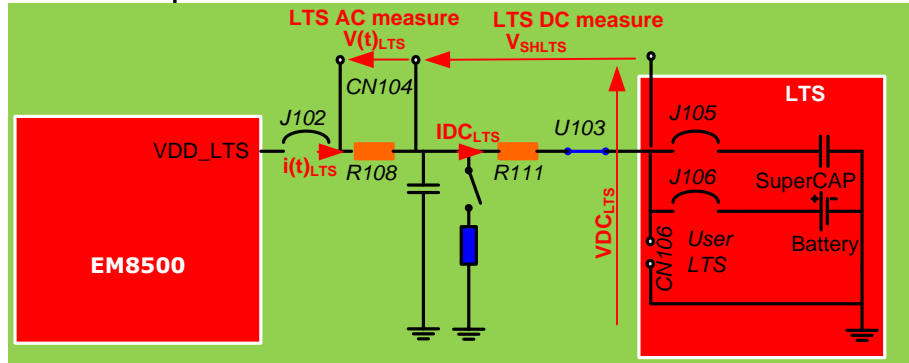 LTS AC measure
V(t)LTS
LTS DC measure
VSHLTS
CN104
J102
VDD_LTS
i(t)LTS
R108
IDCLTS
R111
U103
VDCLTS
LTS
J105
SuperCAP
J106
+ -
Battery
User
LTS
CN106
EM8500